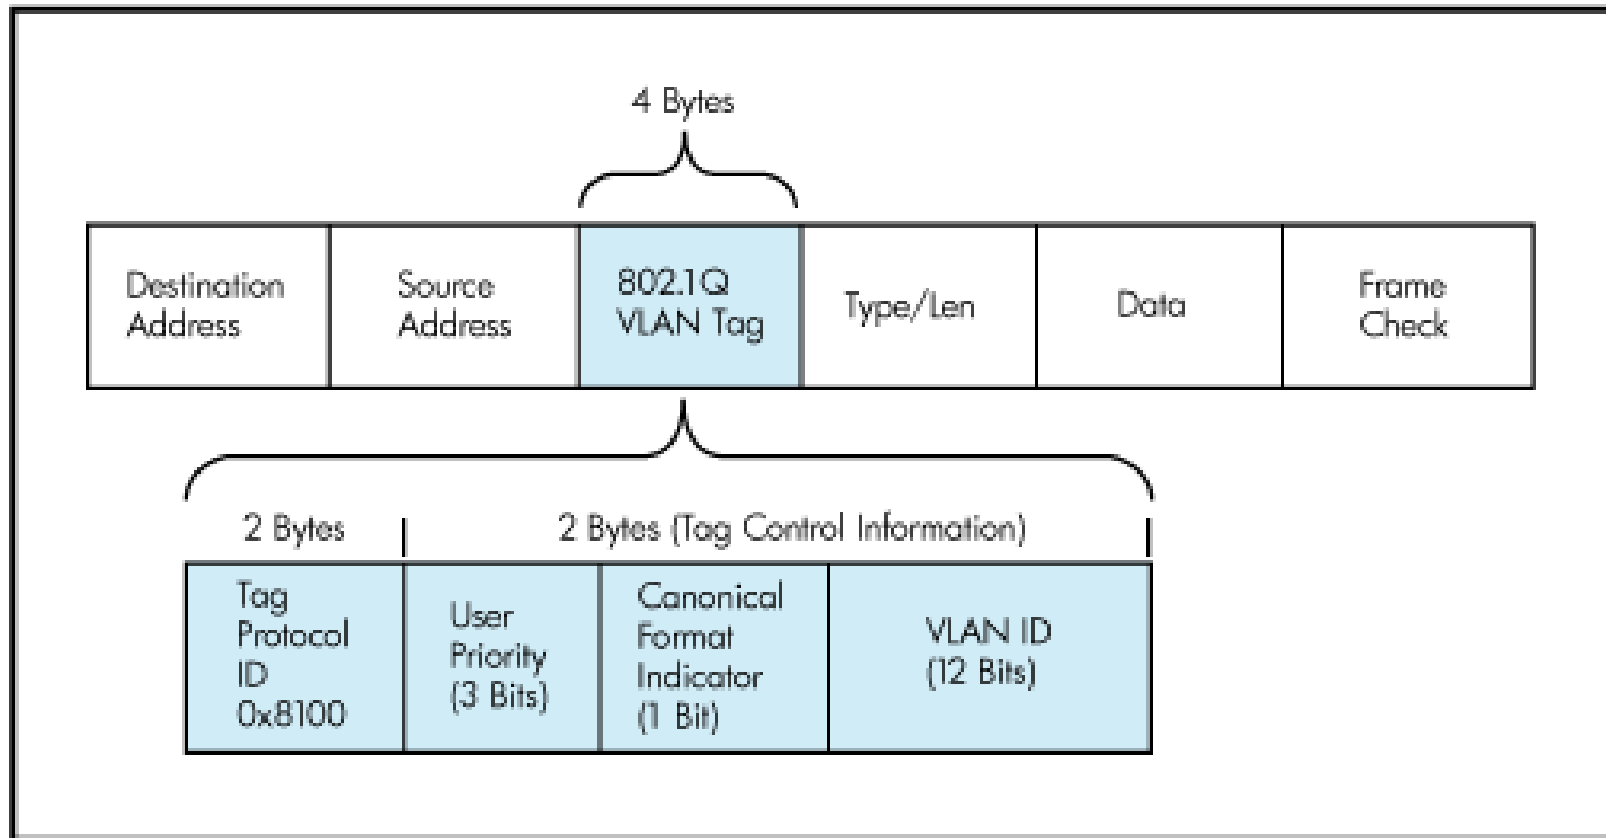 4 Bytes
Destination
Address
Source
Address
802.1Q
VLAN Tag
Type/Len
Data
Frame
Check
2 Bytes
2 Bytes (Tag Control Information)
Tag
Protocol
ID
0x8100
User
Priority
(3 Bits)
Canonical
Format
Indicator
(1 Bit)
VLAN ID
(12 Bits)